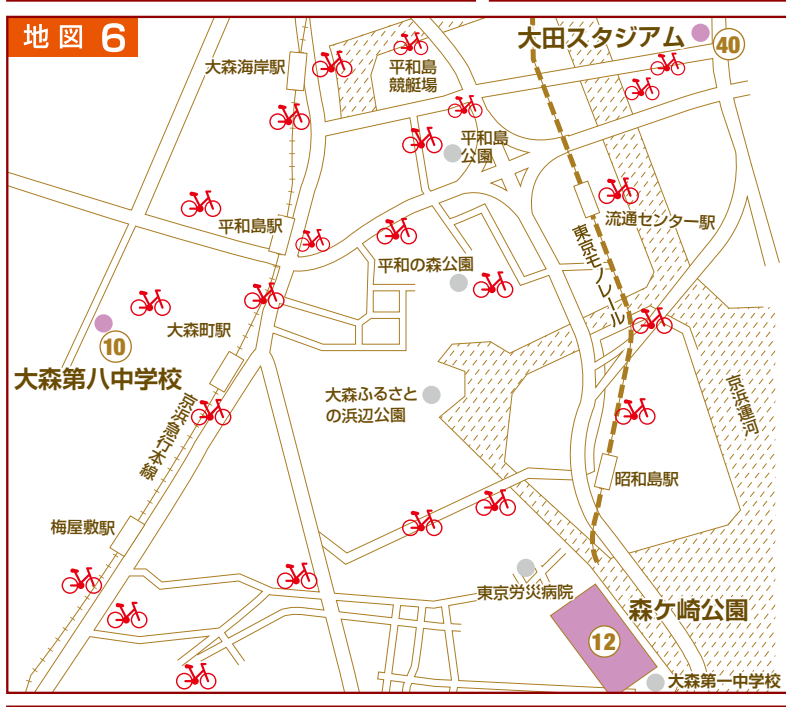 地図 6
大田スタジアム
40
大森海岸駅
平和島
競艇場
平和島
公園
平和島駅
流通センター駅
東京モノレール
平和の森公園
大森町駅
10
大森第八中学校
京浜急行本線
大森ふるさと
の浜辺公園
京浜運河
昭和島駅
梅屋敷駅
東京労災病院
森ケ崎公園
12
大森第一中学校